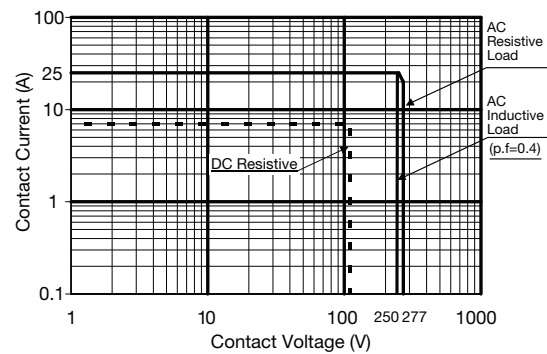 Contact Current (A)
100
25
10
1
0.1
AC
Resistive
Load
AC
Inductive
Load
(p.f=0.4)
DC Resistive
1
10
100
250 277
1000
Contact Voltage (V)